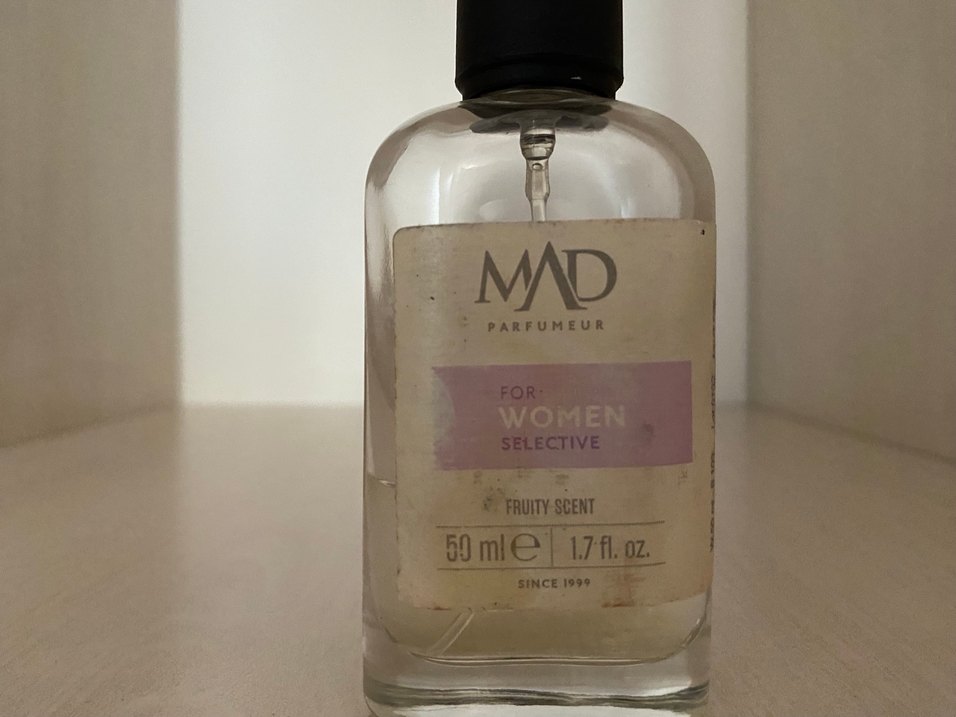 MAD
PARFUMEUR
FOR
WOMEN
SELECTIVE
FRUITY SCENT
50 ml℮ 1.7 fl. oz.
SINCE 1999